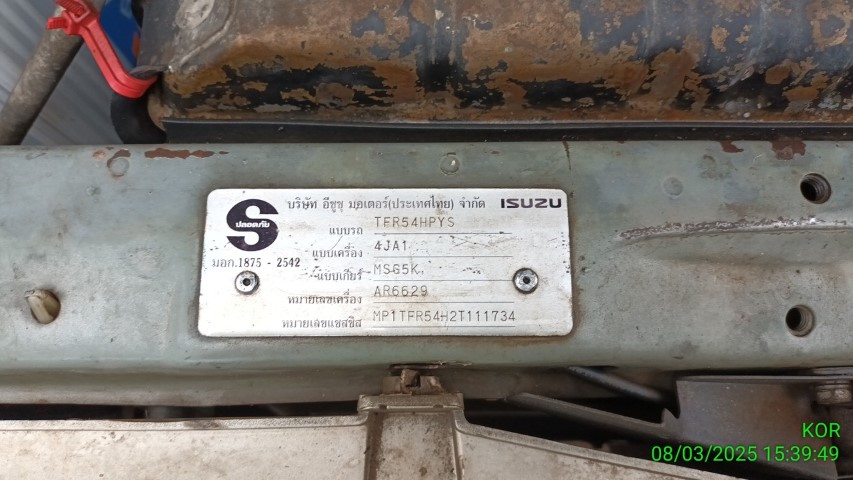 บริษัท อีซูซุ มอเตอร์(ประเทศไทย) จำกัด ISUZU
ปลอดภัย
แบบรถ TFR54HPYS
แบบเครื่อง 4JA1
มอก.1875 - 2542
แบบเกียร์ MSG5K
หมายเลขเครื่อง AR6629
หมายเลขแชสซิส MP1TFR54H2T111734
KOR
08/03/2025 15:39:49